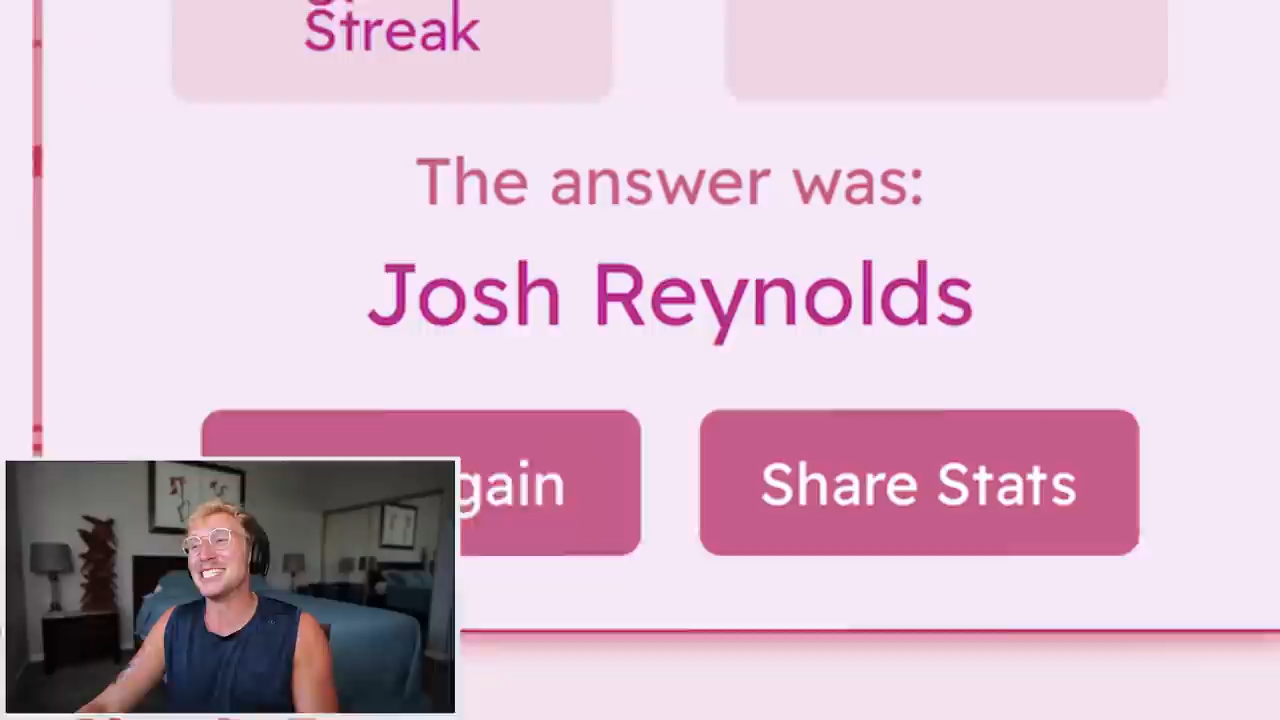 Streak
The answer was:
Josh Reynolds
gain
Share Stats